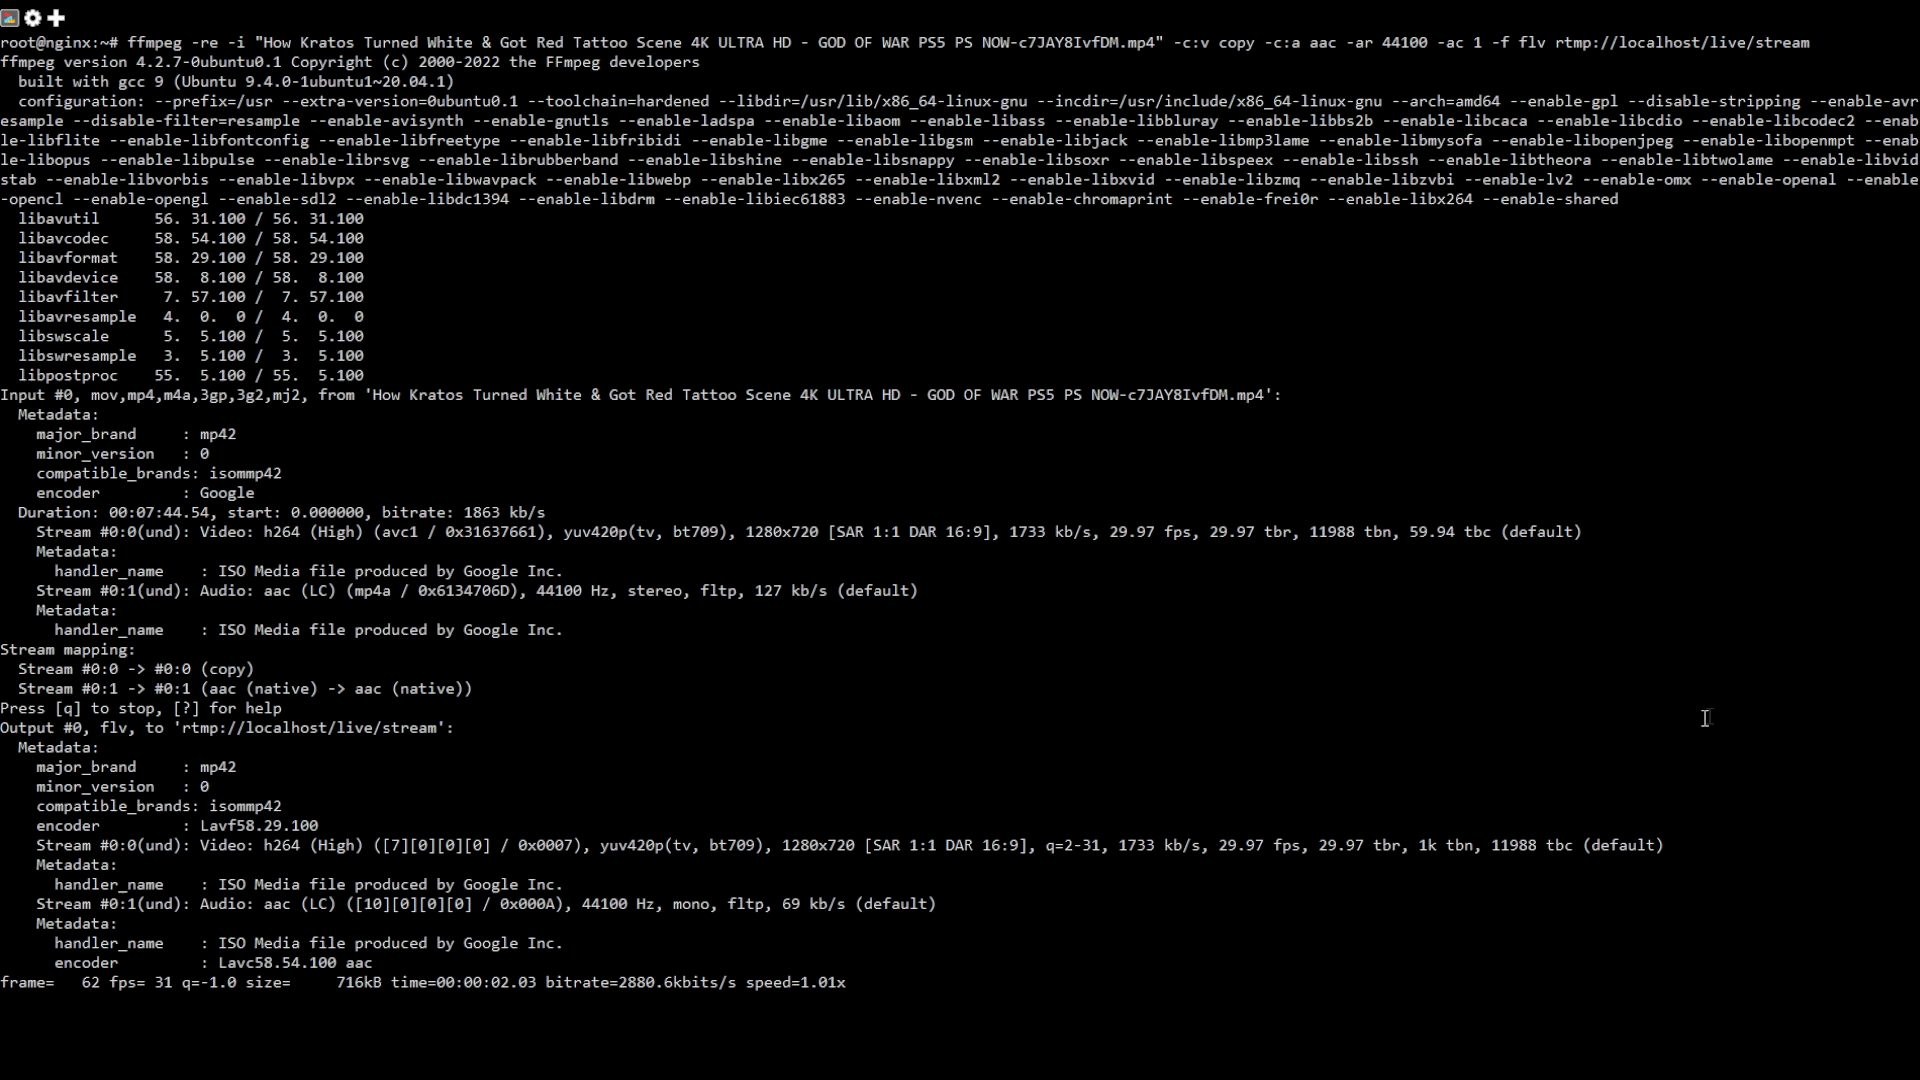 root@nginx:~# ffmpeg -re -i "How Kratos Turned White & Got Red Tattoo Scene 4K ULTRA HD - GOD OF WAR PS5 PS NOW-c7JAY8IvfDM.mp4" -c:v copy -c:a aac -ar 44100 -ac 1 -f flv rtmp://localhost/live/stream
ffmpeg version 4.2.7-0ubuntu0.1 Copyright (c) 2000-2022 the FFmpeg developers
  built with gcc 9 (Ubuntu 9.4.0-1ubuntu1~20.04.1)
  configuration: --prefix=/usr --extra-version=0ubuntu0.1 --toolchain=hardened --libdir=/usr/lib/x86_64-linux-gnu --incdir=/usr/include/x86_64-linux-gnu --arch=amd64 --enable-gpl --disable-stripping --enable-avr
esample --disable-filter=resample --enable-avisynth --enable-gnutls --enable-ladspa --enable-libaom --enable-libass --enable-libbluray --enable-libbs2b --enable-libcaca --enable-libcdio --enable-libcodec2 --enab
le-libflite --enable-libfontconfig --enable-libfreetype --enable-libfribidi --enable-libgme --enable-libgsm --enable-libjack --enable-libmp3lame --enable-libmysofa --enable-libopenjpeg --enable-libopenmpt --enab
le-libopus --enable-libpulse --enable-librsvg --enable-librubberband --enable-libshine --enable-libsnappy --enable-libsoxr --enable-libspeex --enable-libssh --enable-libtheora --enable-libtwolame --enable-libvid
stab --enable-libvorbis --enable-libvpx --enable-libwavpack --enable-libwebp --enable-libx265 --enable-libxml2 --enable-libxvid --enable-libzmq --enable-libzvbi --enable-lv2 --enable-omx --enable-openal --enable
-opencl --enable-opengl --enable-sdl2 --enable-libdc1394 --enable-libdrm --enable-libiec61883 --enable-nvenc --enable-chromaprint --enable-frei0r --enable-libx264 --enable-shared
  libavutil      56. 31.100 / 56. 31.100
  libavcodec     58. 54.100 / 58. 54.100
  libavformat    58. 29.100 / 58. 29.100
  libavdevice    58.  8.100 / 58.  8.100
  libavfilter     7. 57.100 /  7. 57.100
  libavresample   4.  0.  0 /  4.  0.  0
  libswscale      5.  5.100 /  5.  5.100
  libswresample   3.  5.100 /  3.  5.100
  libpostproc    55.  5.100 / 55.  5.100
Input #0, mov,mp4,m4a,3gp,3g2,mj2, from 'How Kratos Turned White & Got Red Tattoo Scene 4K ULTRA HD - GOD OF WAR PS5 PS NOW-c7JAY8IvfDM.mp4':
  Metadata:
    major_brand     : mp42
    minor_version   : 0
    compatible_brands: isommp42
    encoder         : Google
  Duration: 00:07:44.54, start: 0.000000, bitrate: 1863 kb/s
    Stream #0:0(und): Video: h264 (High) (avc1 / 0x31637661), yuv420p(tv, bt709), 1280x720 [SAR 1:1 DAR 16:9], 1733 kb/s, 29.97 fps, 29.97 tbr, 11988 tbn, 59.94 tbc (default)
    Metadata:
      handler_name    : ISO Media file produced by Google Inc.
    Stream #0:1(und): Audio: aac (LC) (mp4a / 0x6134706D), 44100 Hz, stereo, fltp, 127 kb/s (default)
    Metadata:
      handler_name    : ISO Media file produced by Google Inc.
Stream mapping:
  Stream #0:0 -> #0:0 (copy)
  Stream #0:1 -> #0:1 (aac (native) -> aac (native))
Press [q] to stop, [?] for help
Output #0, flv, to 'rtmp://localhost/live/stream':
  Metadata:
    major_brand     : mp42
    minor_version   : 0
    compatible_brands: isommp42
    encoder         : Lavf58.29.100
    Stream #0:0(und): Video: h264 (High) ([7][0][0][0] / 0x0007), yuv420p(tv, bt709), 1280x720 [SAR 1:1 DAR 16:9], q=2-31, 1733 kb/s, 29.97 fps, 29.97 tbr, 1k tbn, 11988 tbc (default)
    Metadata:
      handler_name    : ISO Media file produced by Google Inc.
    Stream #0:1(und): Audio: aac (LC) ([10][0][0][0] / 0x000A), 44100 Hz, mono, fltp, 69 kb/s (default)
    Metadata:
      handler_name    : ISO Media file produced by Google Inc.
      encoder         : Lavc58.54.100 aac
frame=   62 fps= 31 q=-1.0 size=     716kB time=00:00:02.03 bitrate=2880.6kbits/s speed=1.01x